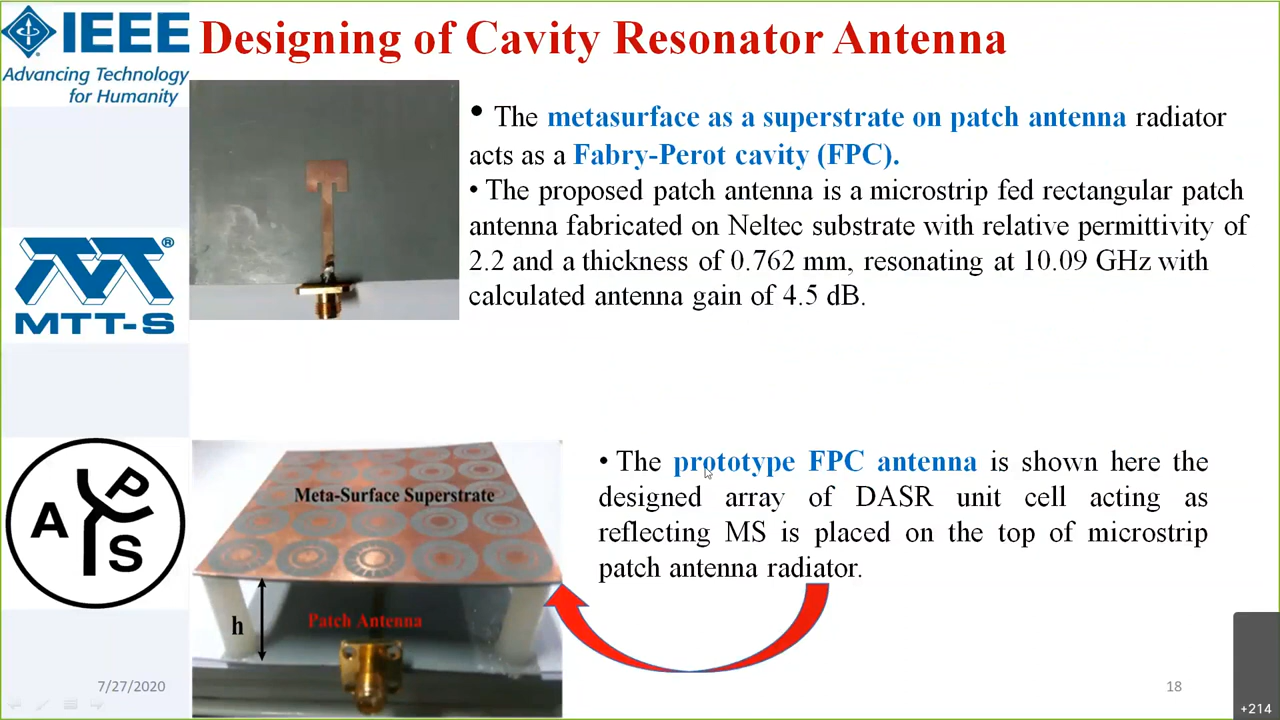 IEEE
Advancing Technology
for Humanity
Designing of Cavity Resonator Antenna
• The metasurface as a superstrate on patch antenna radiator
acts as a Fabry-Perot cavity (FPC).
• The proposed patch antenna is a microstrip fed rectangular patch
antenna fabricated on Neltec substrate with relative permittivity of
2.2 and a thickness of 0.762 mm, resonating at 10.09 GHz with
calculated antenna gain of 4.5 dB.
®
MTT-S
APS
Meta-Surface Superstrate
h
Patch Antenna
• The prototype FPC antenna is shown here the
designed array of DASR unit cell acting as
reflecting MS is placed on the top of microstrip
patch antenna radiator.
7/27/2020
18
+214